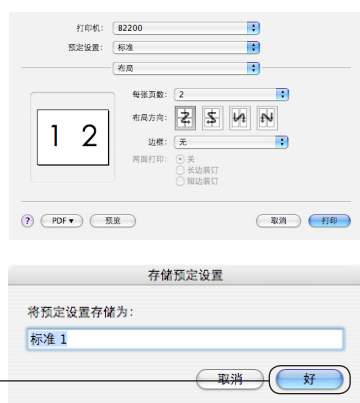 打印机： B2200
预定设置： 标准
布局
每张页数： 2
布局方向：
1 2
边框： 无
两面打印： 关
长边装订
短边装订
? PDF▼ 预览 取消 打印
存储预定设置
将预定设置存储为：
标准 1
取消 好